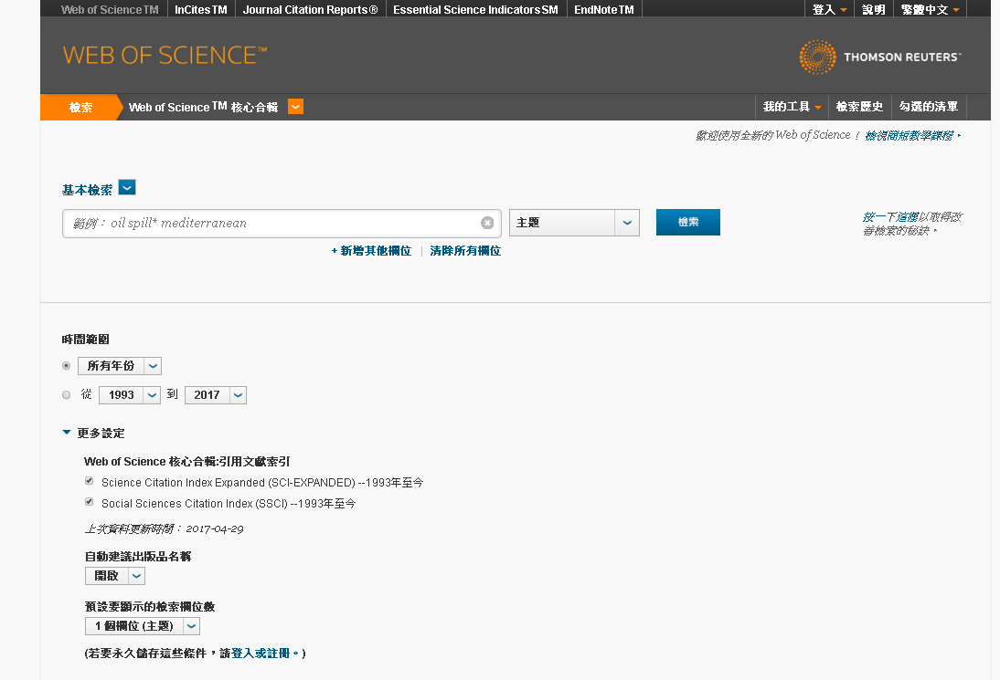 Web of Science™ InCites™ Journal Citation Reports® Essential Science Indicators SM EndNote™ 登入 說明 繁體中文
WEB OF SCIENCE™
THOMSON REUTERS™
檢索 Web of Science™ 核心合輯 我的工具 檢索歷史 勾選的清單
歡迎使用全新的 Web of Science！ 檢視簡短教學課程。
基本檢索
範例： oil spill* mediterranean 主題 檢索 按一下這裡以取得改
善檢索的秘訣。
+ 新增其他欄位 | 清除所有欄位
時間範圍
所有年份
從 1993 到 2017
更多設定
Web of Science 核心合輯:引用文獻索引
Science Citation Index Expanded (SCI-EXPANDED) --1993年至今
Social Sciences Citation Index (SSCI) --1993年至今
上次資料更新時間： 2017-04-29
自動建議出版品名稱
開啟
預設要顯示的檢索欄位數
1 個欄位 (主題)
(若要永久儲存這些條件，請登入或註冊。)